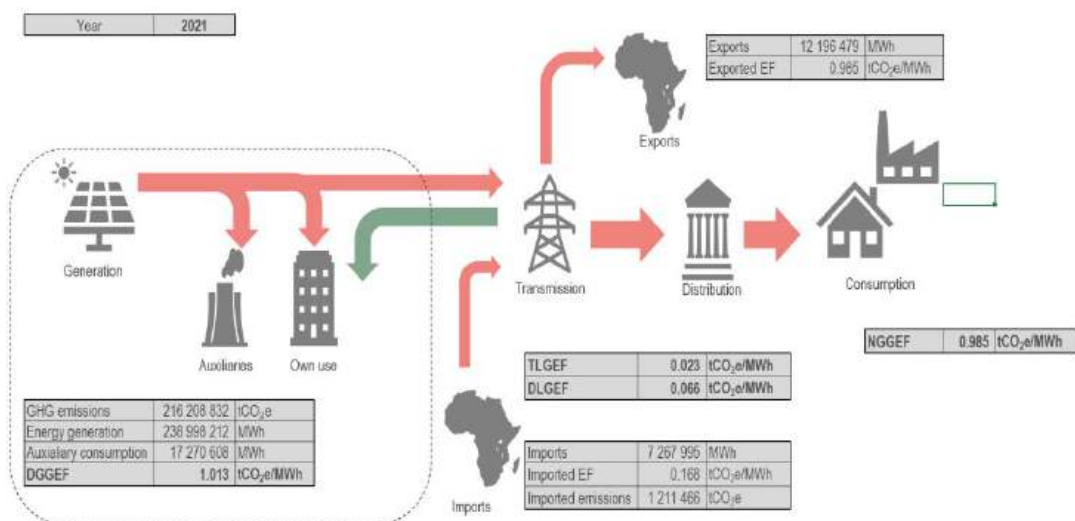 Year 2021
Exports 12 196 479 MWh
Exported EF 0.985 tCO₂e/MWh
Exports
Generation
Transmission
Distribution
Consumption
Auxiliaries
Own use
NGGEF 0.985 tCO₂e/MWh
TLGEF 0.023 tCO₂e/MWh
DLGEF 0.066 tCO₂e/MWh
GHG emissions 216 208 832 tCO₂e
Energy generation 238 998 212 MWh
Auxialiary consumption 17 270 608 MWh
DGGEF 1.013 tCO₂e/MWh
Imports 7 267 995 MWh
Imported EF 0.168 tCO₂e/MWh
Imported emissions 1 211 466 tCO₂e
Imports